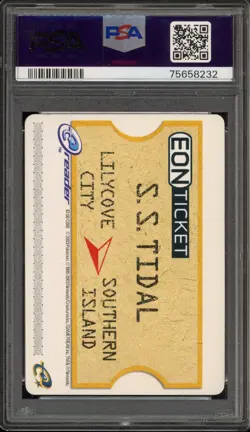 PSA
75658232
EON TICKET
S.S.TIDAL
LILYCOVE
CITY
SOUTHERN
ISLAND
e reader
e